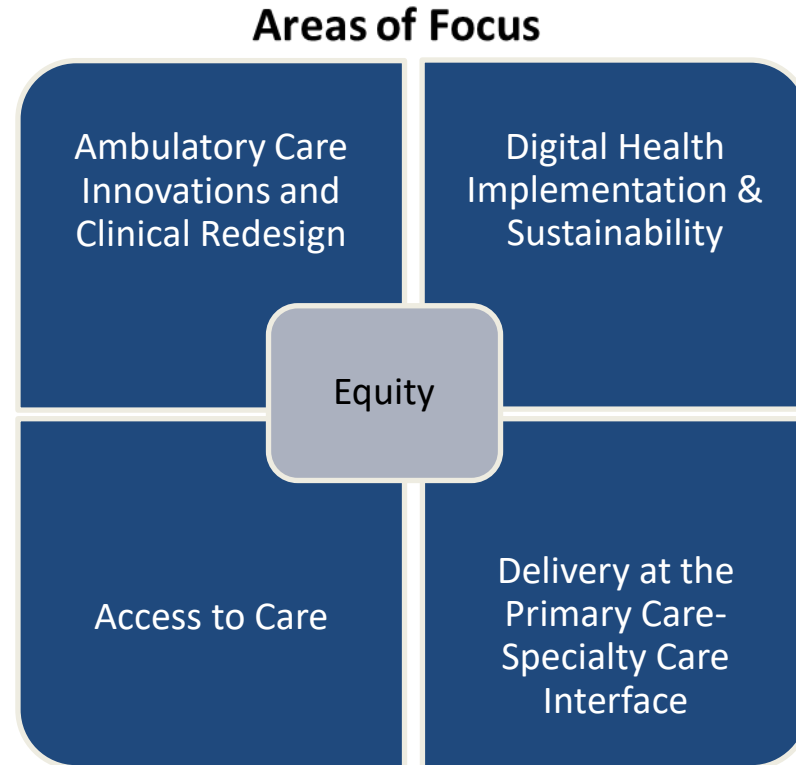 Areas of Focus
Ambulatory Care
Innovations and
Clinical Redesign
Digital Health
Implementation &
Sustainability
Equity
Access to Care
Delivery at the
Primary Care-
Specialty Care
Interface